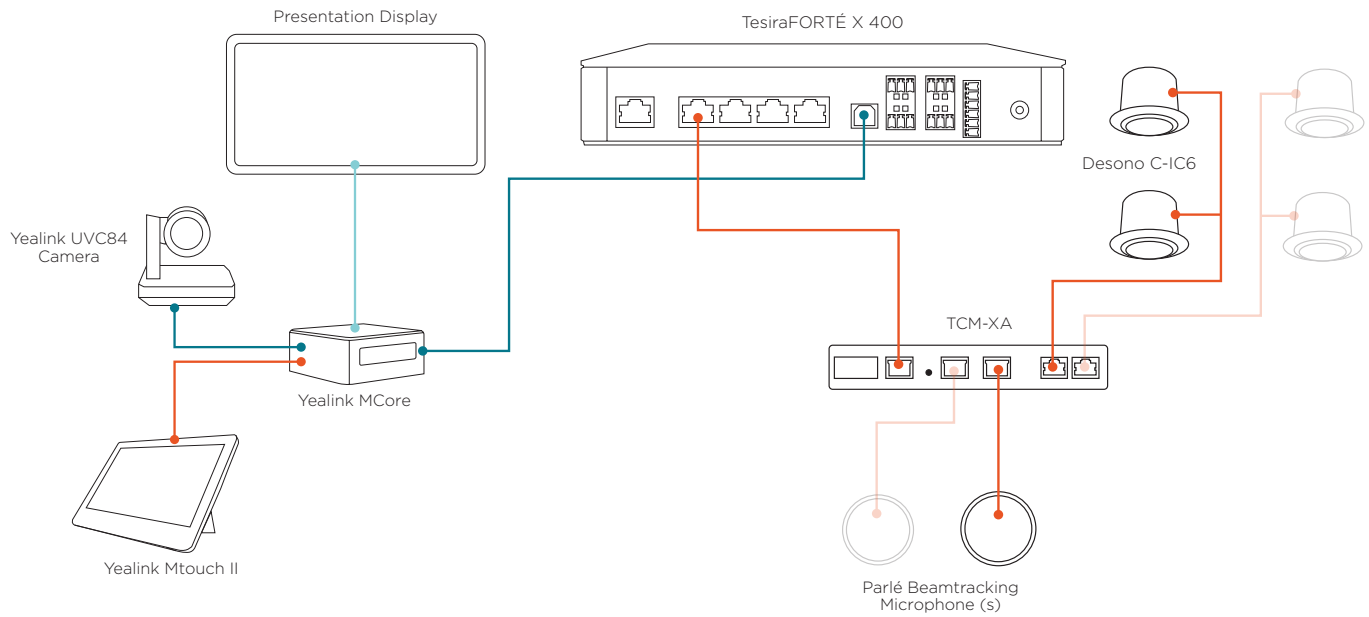 Presentation Display
TesiraFORTÉ X 400
Desono C-IC6
Yealink UVC84
Camera
TCM-XA
Yealink MCore
Yealink Mtouch II
Parlé Beamtracking
Microphone (s)